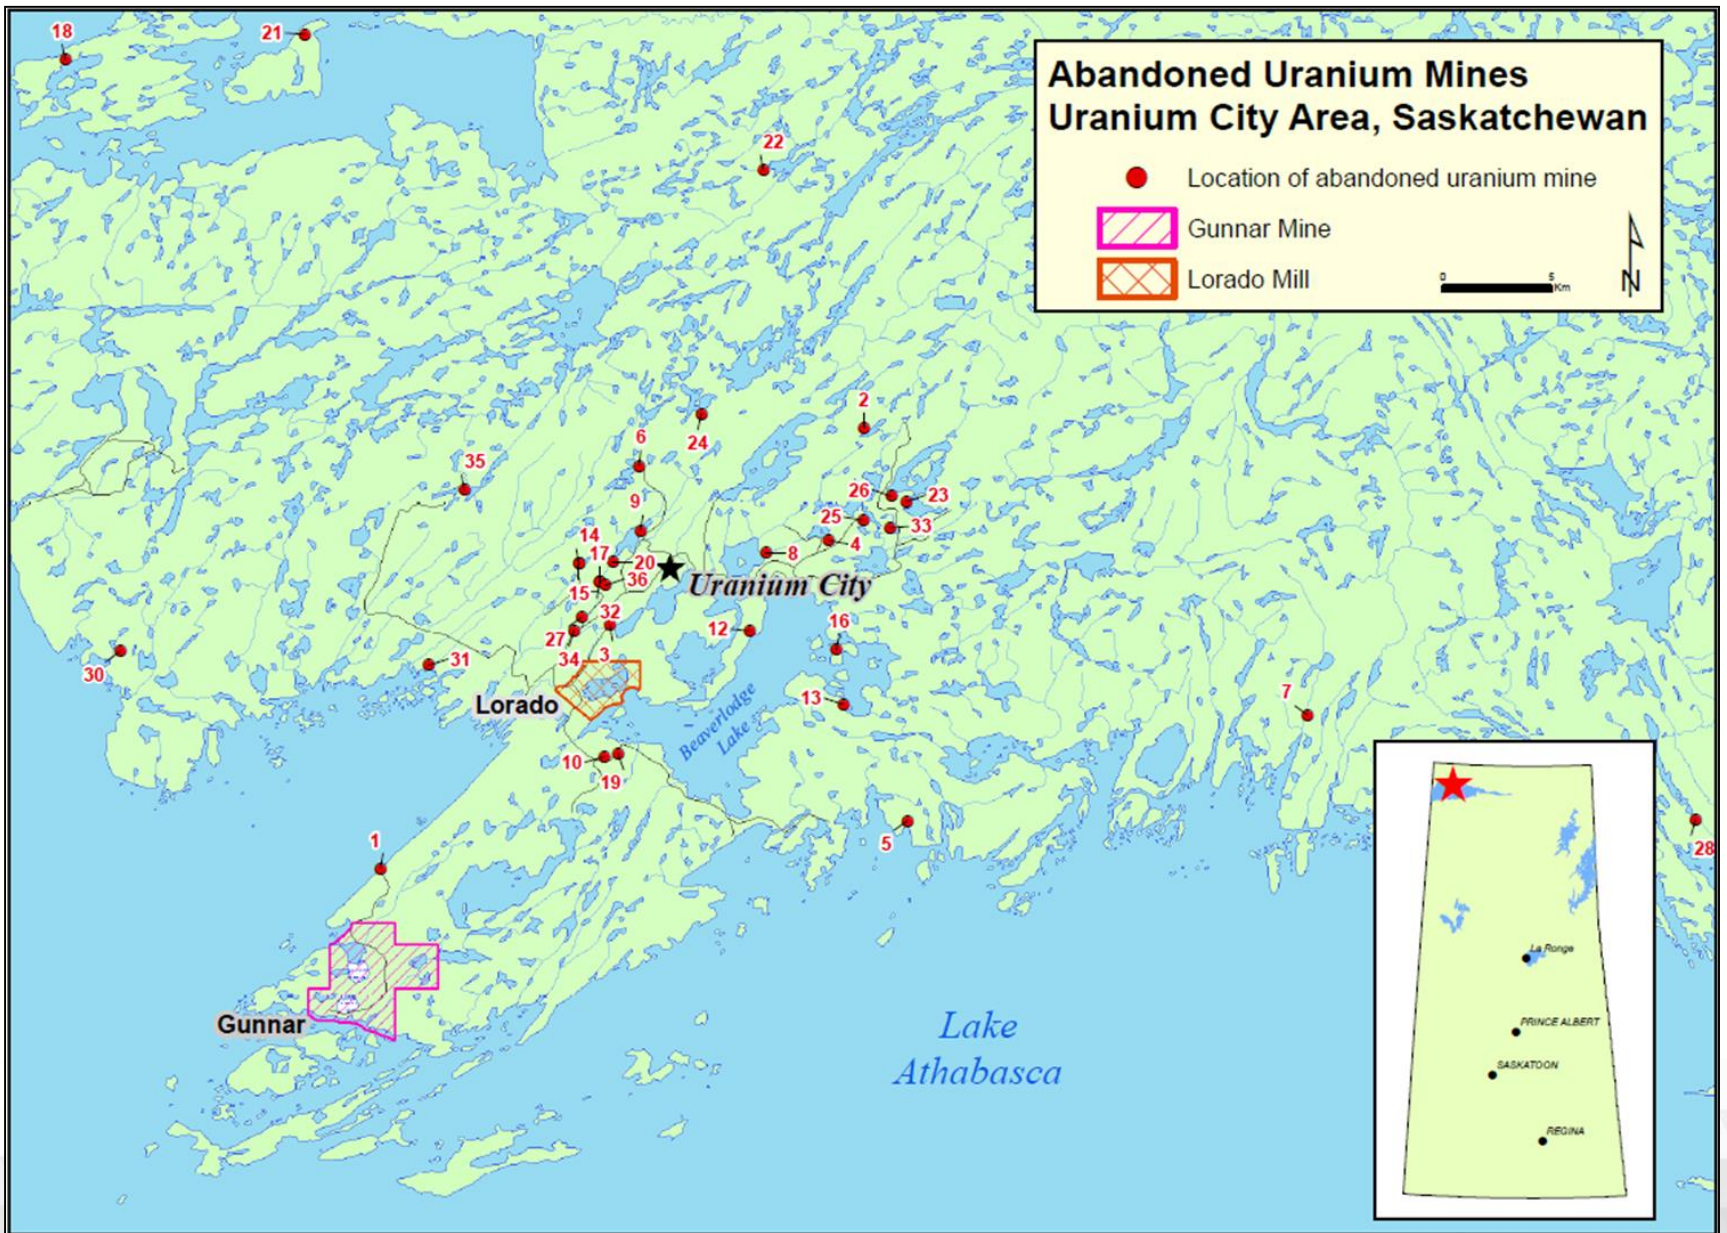 18
21
Abandoned Uranium Mines
Uranium City Area, Saskatchewan
22
Location of abandoned uranium mine
Gunnar Mine
0 5
Km
N
Lorado Mill
2
24
6
35
26
23
9
25
33
14
17
4
8
20
36
Uranium City
15
32
12
16
27
34
3
30
31
13
7
Lorado
Beaverlodge
Lake
10
19
1
5
28
La Ronge
Gunnar
Lake
Athabasca
PRINCE ALBERT
SASKATOON
REGINA